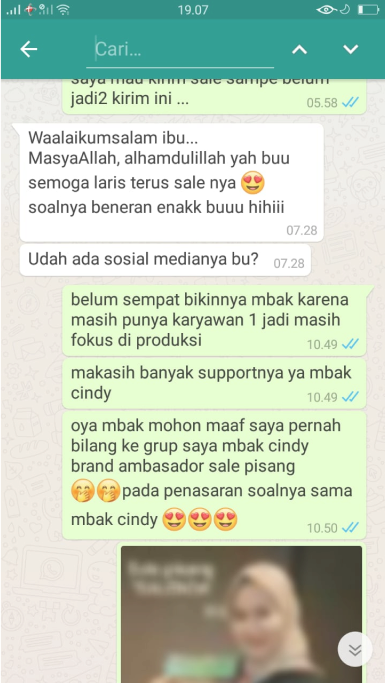 19.07
Cari...
saya mau kirim sale sampe belum
jadi2 kirim ini ...
05.58
Waalaikumsalam ibu...
MasyaAllah, alhamdulillah yah buu
semoga laris terus sale nya 😍
soalnya beneran enakk buuu hihiii
07.28
Udah ada sosial medianya bu?
07.28
belum sempat bikinnya mbak karena
masih punya karyawan 1 jadi masih
fokus di produksi
10.49
makasih banyak supportnya ya mbak
cindy
10.49
oya mbak mohon maaf saya pernah
bilang ke grup saya mbak cindy
brand ambasador sale pisang
🤭🤭pada penasaran soalnya sama
mbak cindy 😍😍😍
10.50